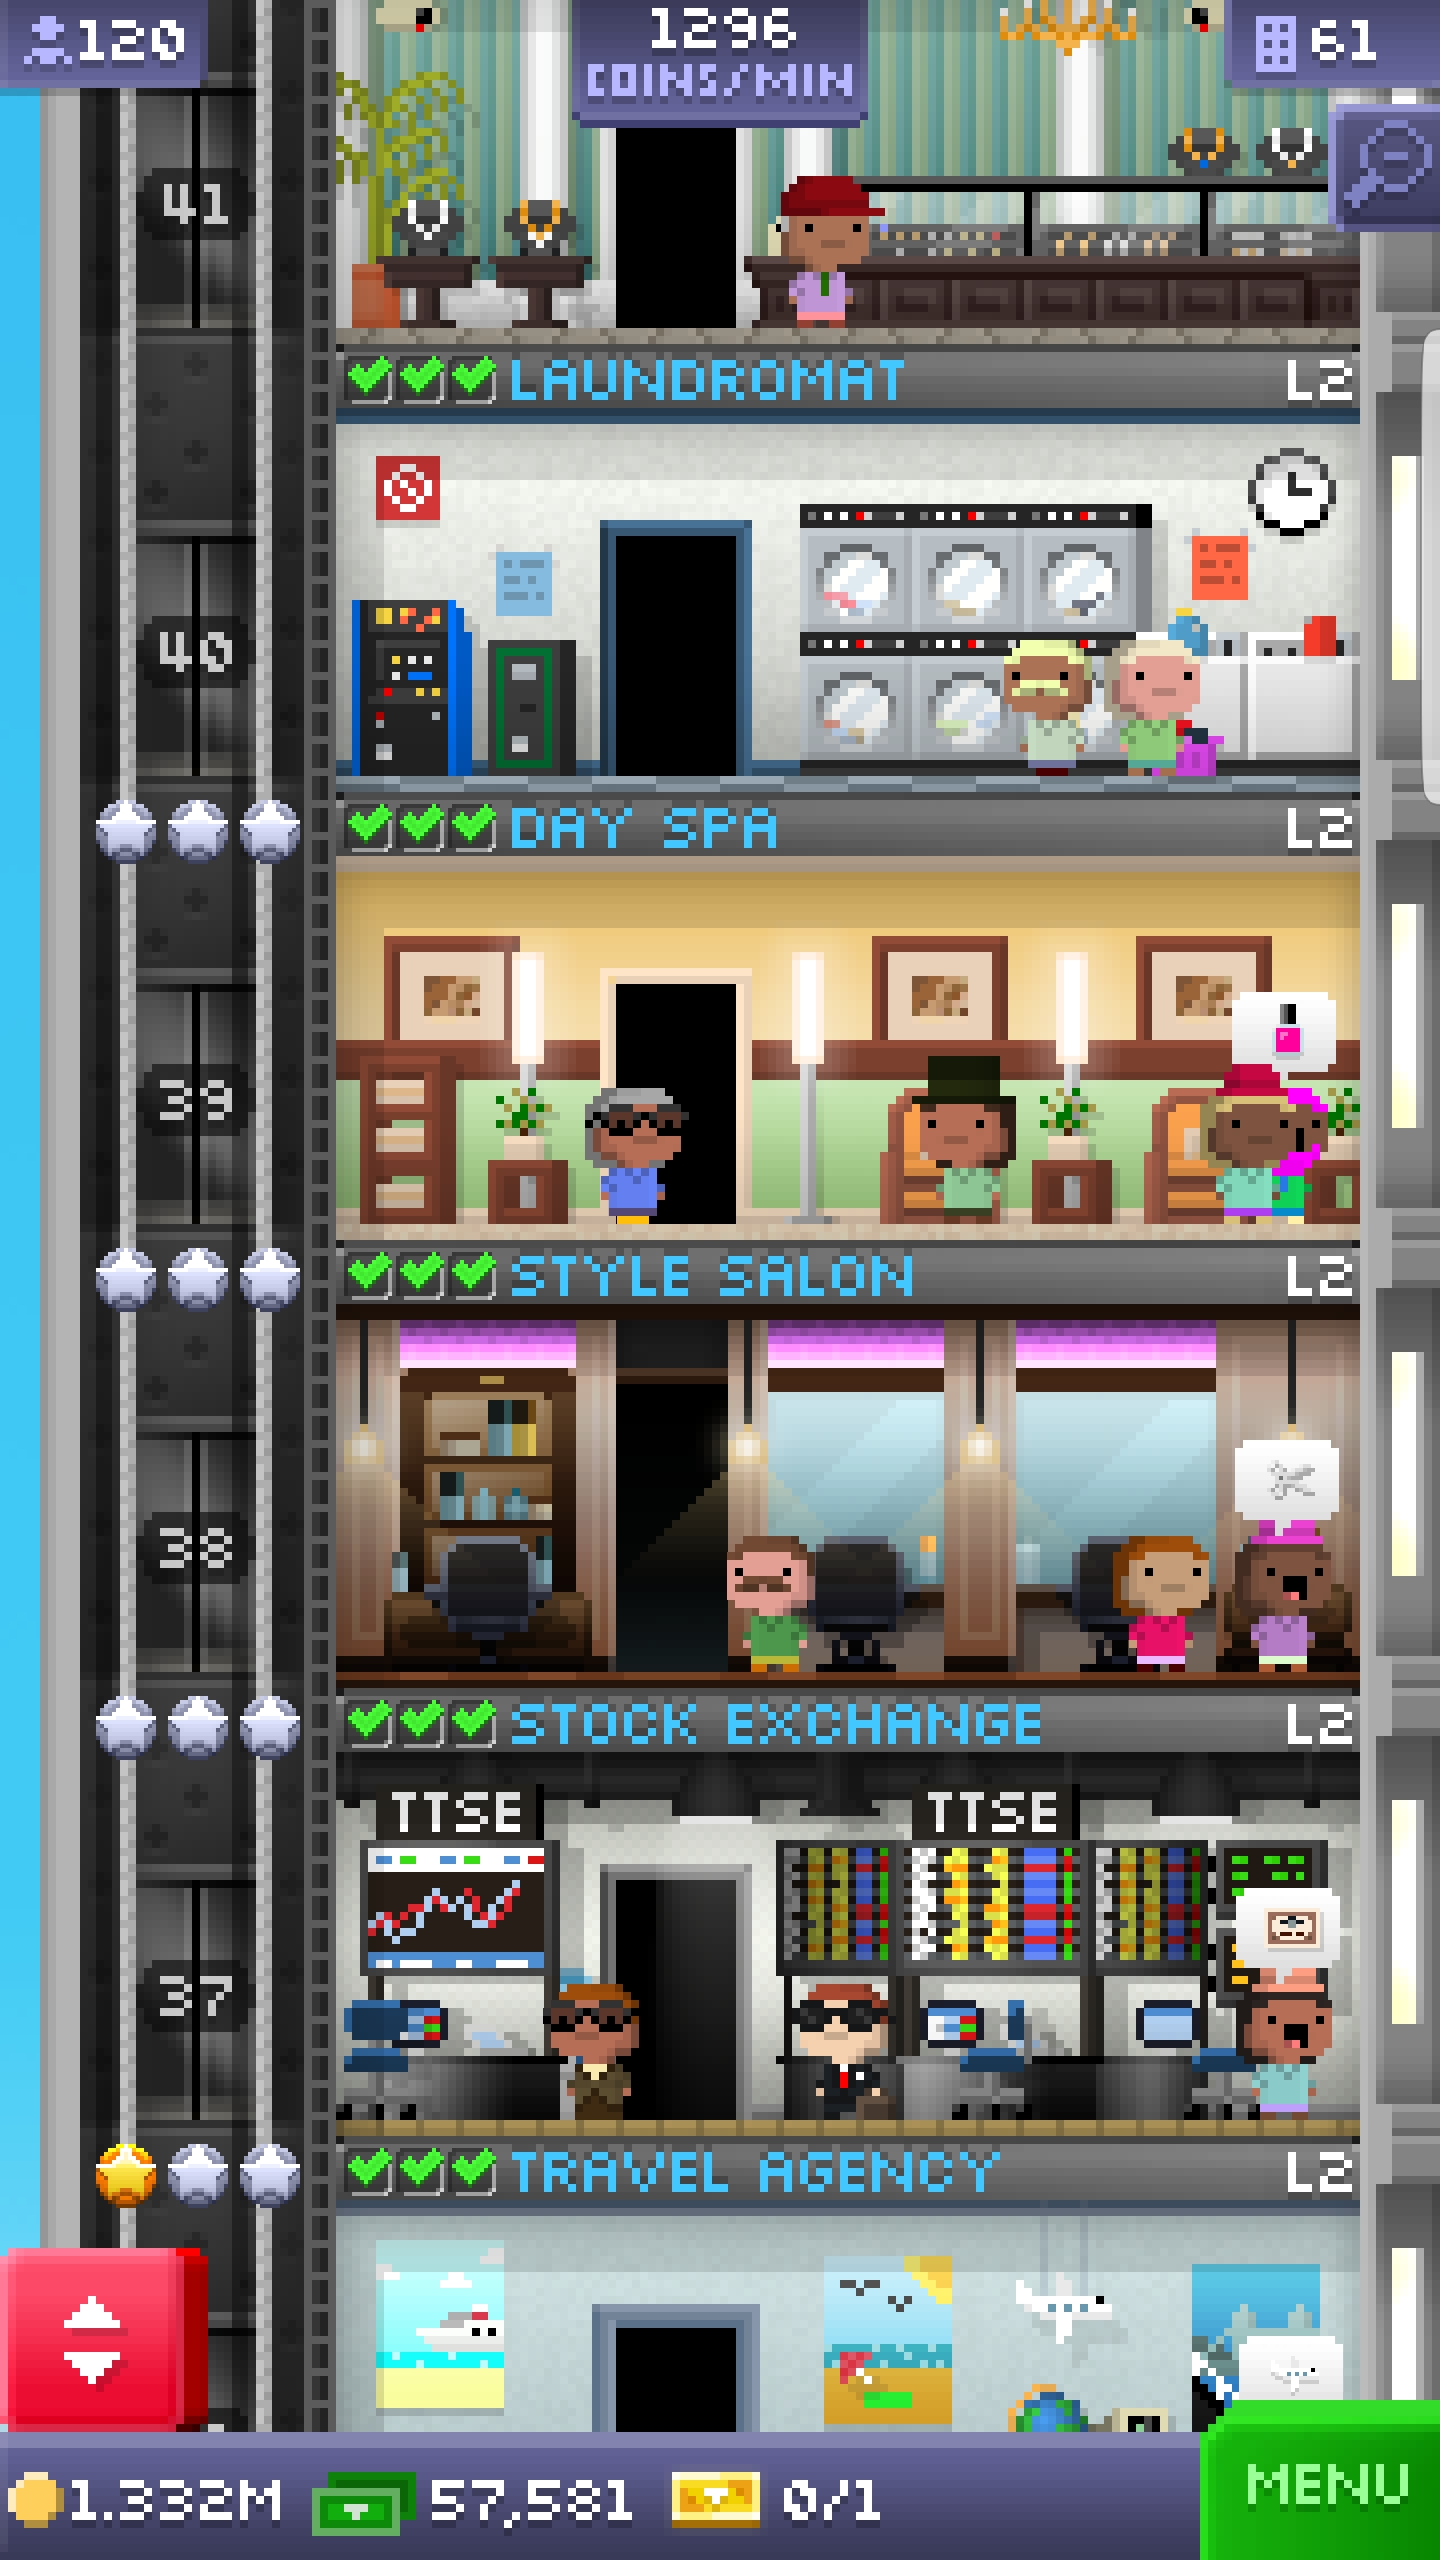 120
1296
COINS/MIN
61
41
LAUNDROMAT L2
40
DAY SPA L2
39
STYLE SALON L2
38
STOCK EXCHANGE L2
TTSE TTSE
37
TRAVEL AGENCY L2
1.332M 57,581 0/1 MENU